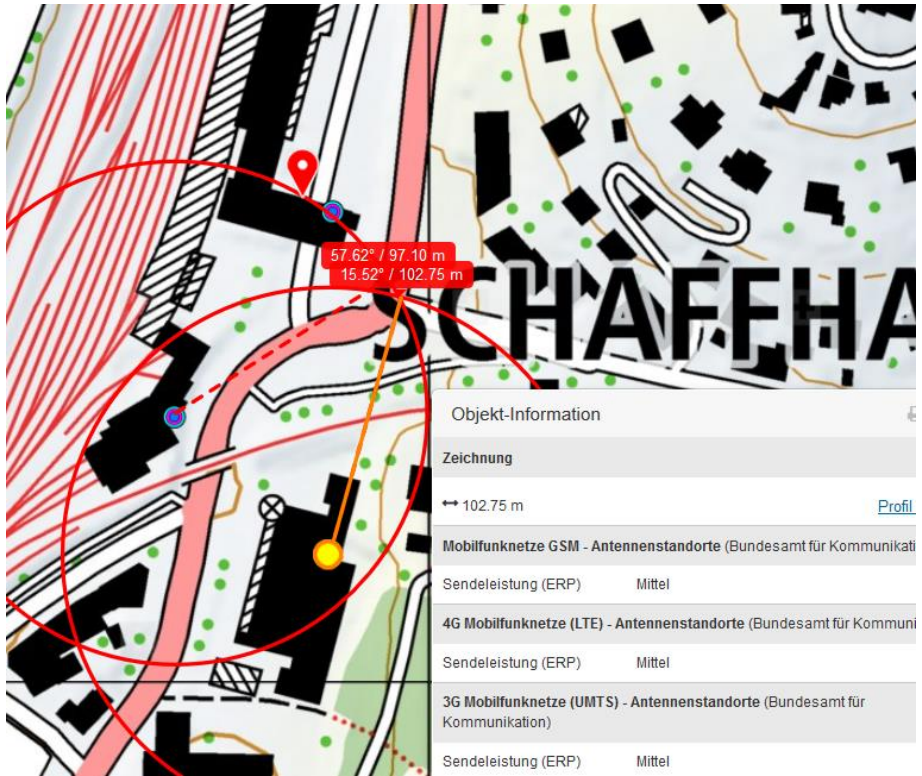 57.62° / 97.10 m
15.52° / 102.75 m
SCHAFFHA
Objekt-Information
Zeichnung
↔ 102.75 m Profil
Mobilfunknetze GSM - Antennenstandorte (Bundesamt für Kommunikati
Sendeleistung (ERP) Mittel
4G Mobilfunknetze (LTE) - Antennenstandorte (Bundesamt für Kommuni
Sendeleistung (ERP) Mittel
3G Mobilfunknetze (UMTS) - Antennenstandorte (Bundesamt für
Kommunikation)
Sendeleistung (ERP) Mittel